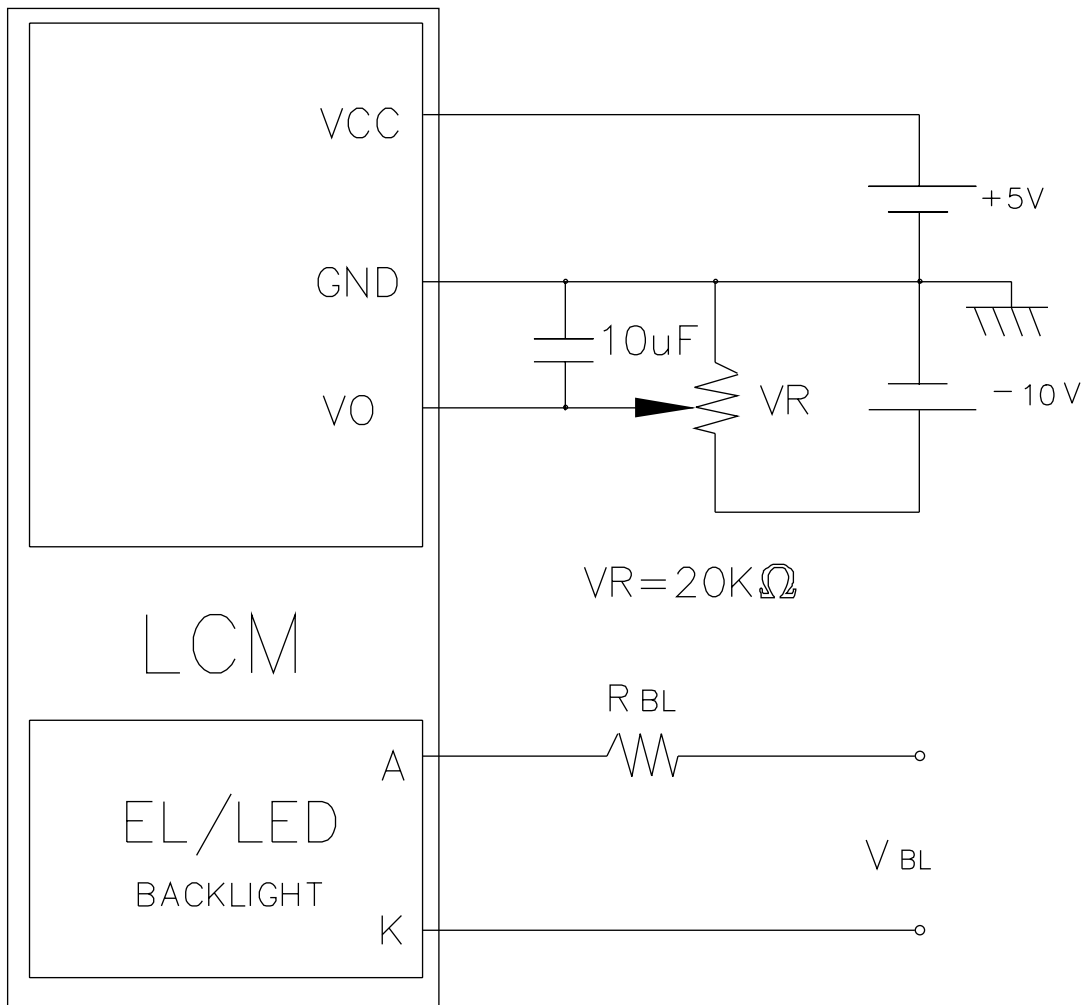 VCC
+5V
GND
10uF
-10V
VO
VR
VR=20KΩ
LCM
R BL
A
EL/LED
V BL
BACKLIGHT
K